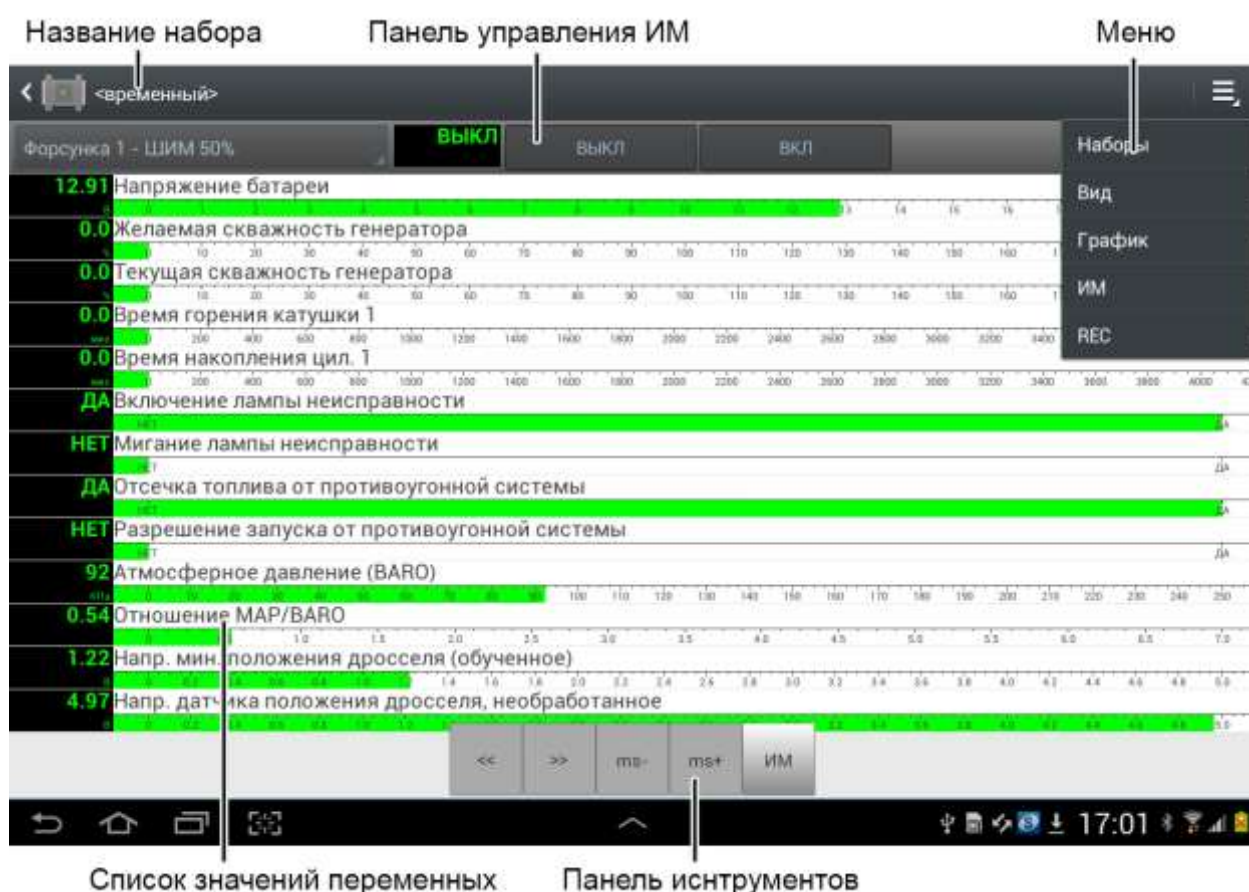 Название набора Панель управления ИМ Меню
<временный>
Форсунка 1 - ШИМ 50% ВЫКЛ ВЫКЛ ВКЛ
Наборы
Вид
График
ИМ
REC
12.91 Напряжение батареи
0.0 Желаемая скважность генератора
0.0 Текущая скважность генератора
0.0 Время горения катушки 1
0.0 Время накопления цил. 1
ДА Включение лампы неисправности
НЕТ Мигание лампы неисправности
ДА Отсечка топлива от противоугонной системы
НЕТ Разрешение запуска от противоугонной системы
92 Атмосферное давление (BARO)
0.54 Отношение MAP/BARO
1.22 Напр. мин. положения дросселя (обученное)
4.97 Напр. датчика положения дросселя, необработанное
<< >> ms- ms+ ИМ
17:01
Список значений переменных Панель иснтрументов